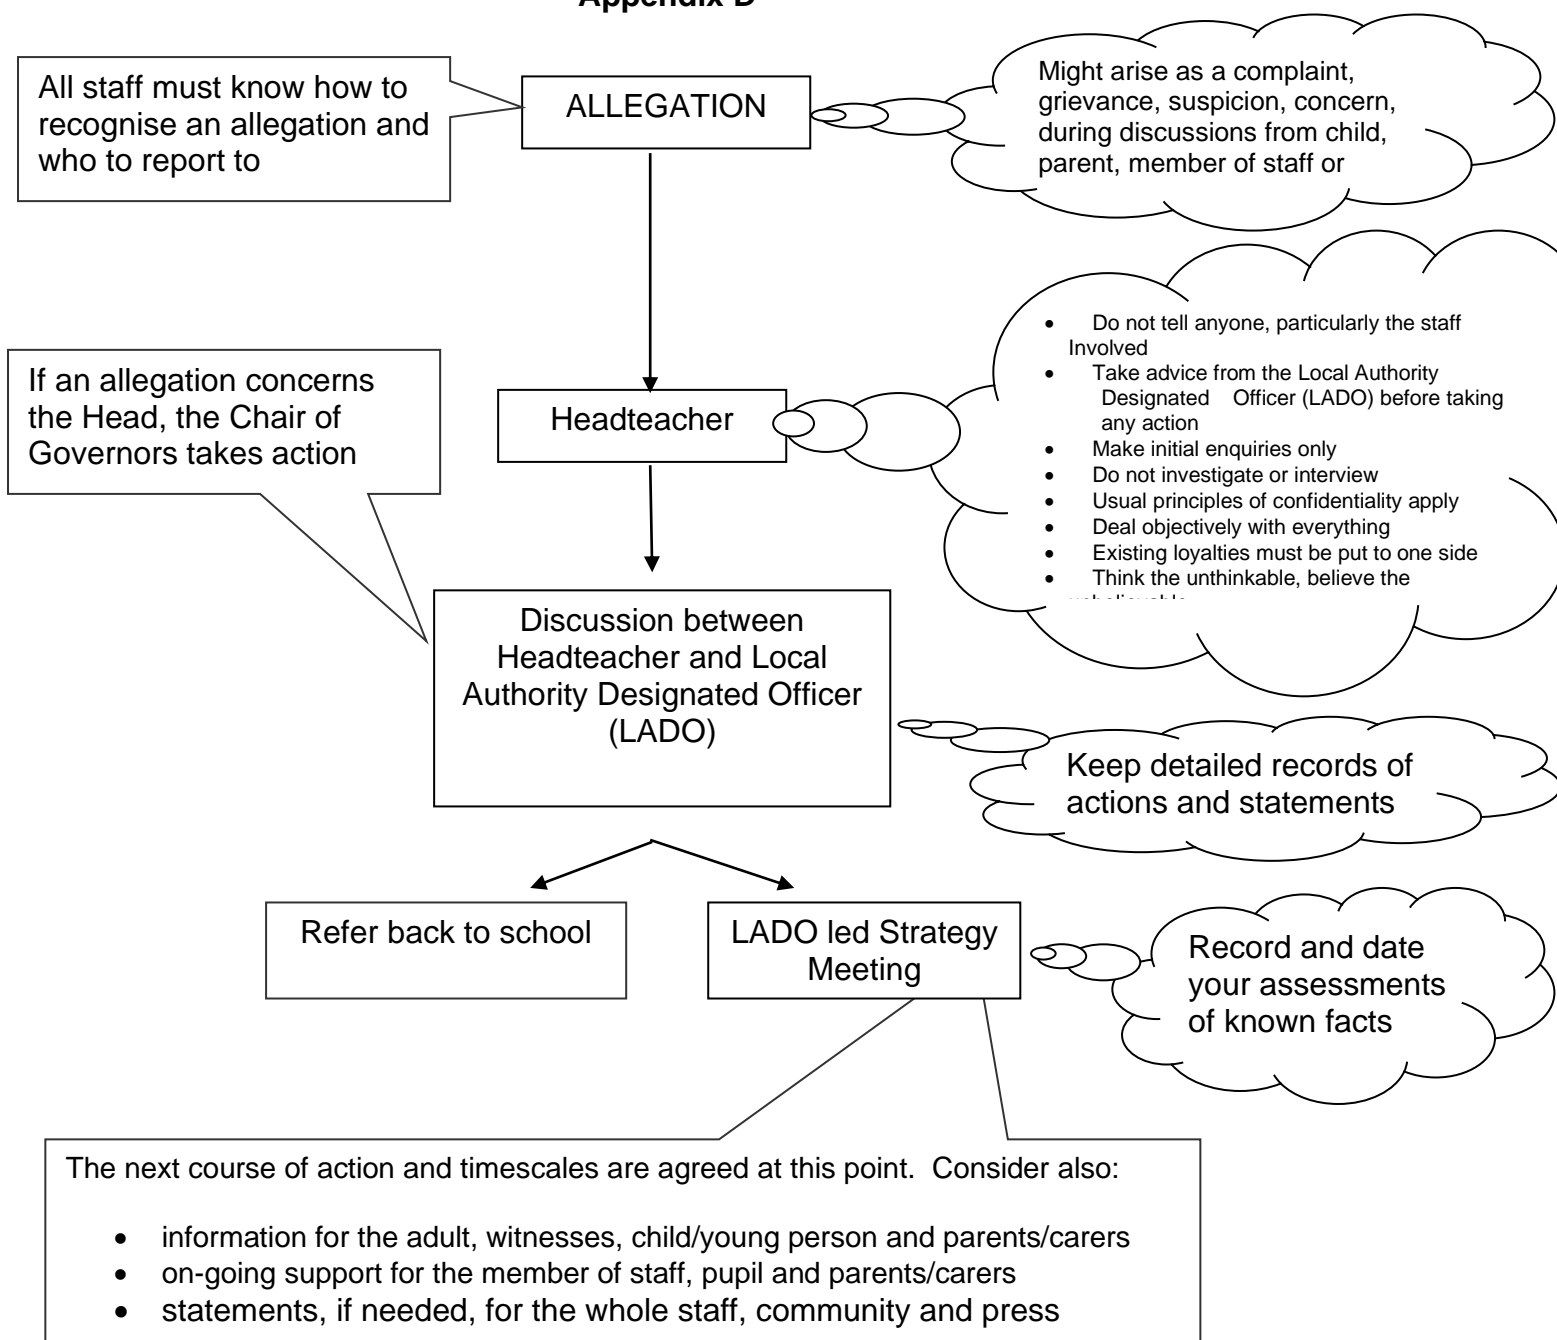 Appendix D
All staff must know how to
recognise an allegation and
who to report to
ALLEGATION
Might arise as a complaint,
grievance, suspicion, concern,
during discussions from child,
parent, member of staff or
If an allegation concerns
the Head, the Chair of
Governors takes action
Headteacher
• Do not tell anyone, particularly the staff
Involved
• Take advice from the Local Authority
Designated Officer (LADO) before taking
any action
• Make initial enquiries only
• Do not investigate or interview
• Usual principles of confidentiality apply
• Deal objectively with everything
• Existing loyalties must be put to one side
• Think the unthinkable, believe the
Discussion between
Headteacher and Local
Authority Designated Officer
(LADO)
Keep detailed records of
actions and statements
Refer back to school
LADO led Strategy
Meeting
Record and date
your assessments
of known facts
The next course of action and timescales are agreed at this point. Consider also:
• information for the adult, witnesses, child/young person and parents/carers
• on-going support for the member of staff, pupil and parents/carers
• statements, if needed, for the whole staff, community and press